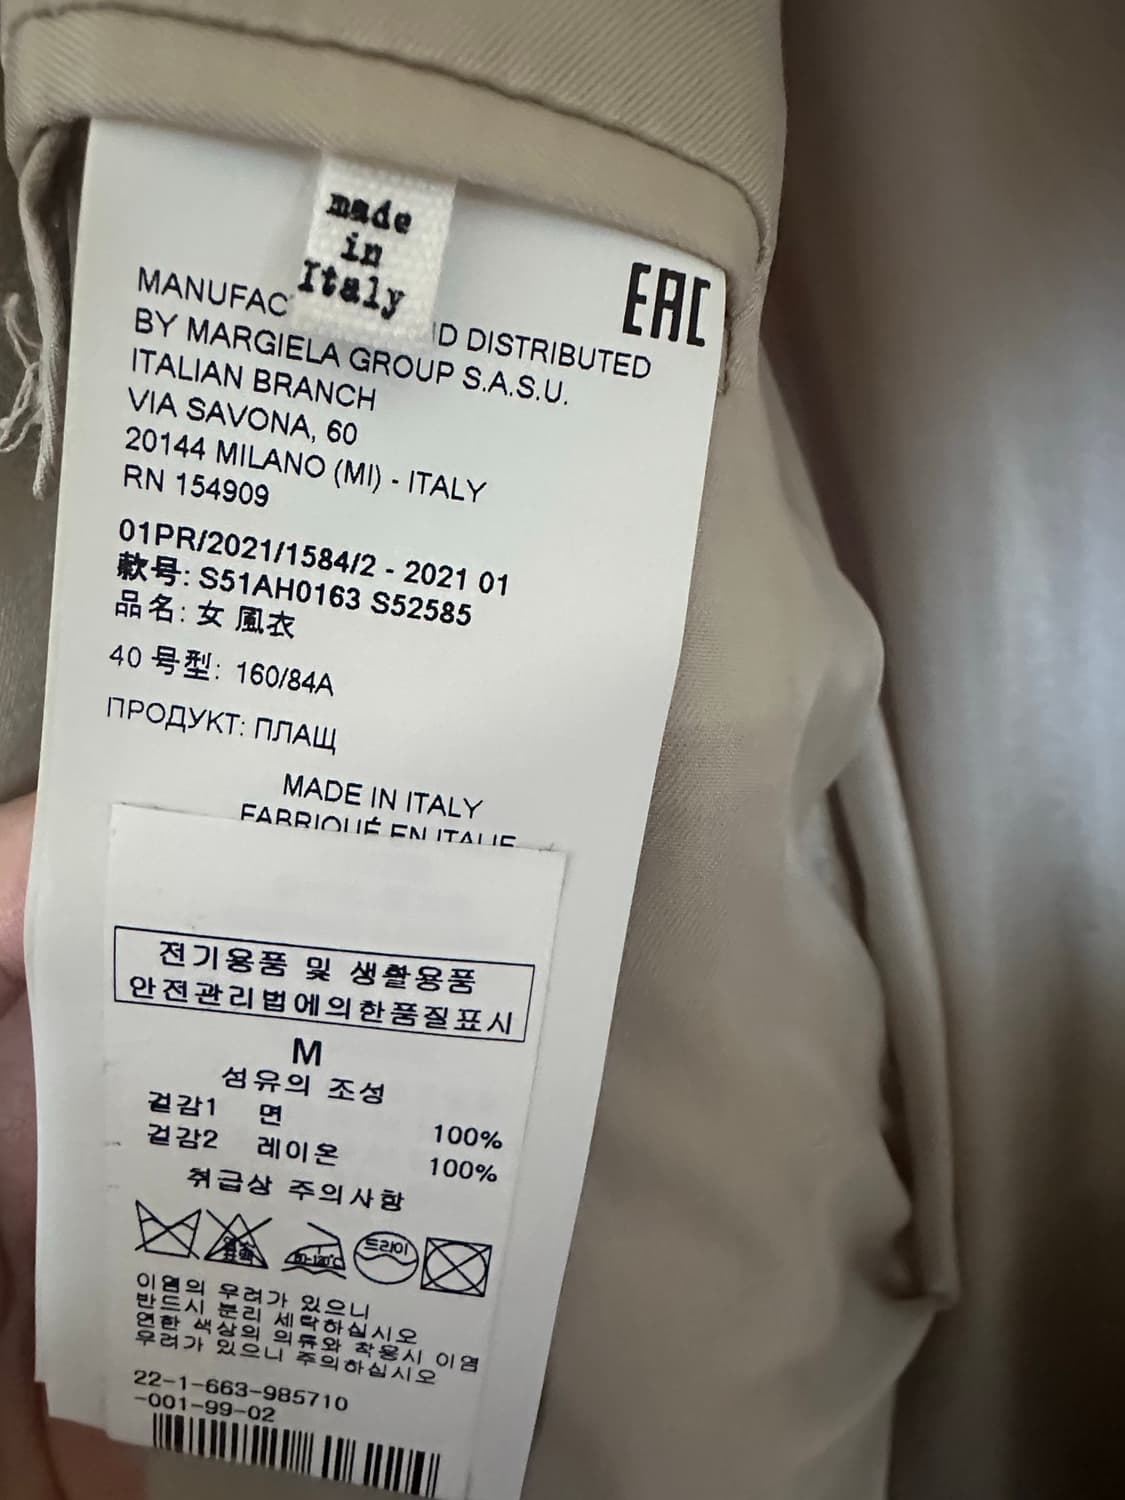 made
in
Italy
EAC
MANUFAC ND DISTRIBUTED
BY MARGIELA GROUP S.A.S.U.
ITALIAN BRANCH
VIA SAVONA, 60
20144 MILANO (MI) - ITALY
RN 154909
01PR/2021/1584/2 - 2021 01
款号: S51AH0163 S52585
品名: 女 風衣
40 号型: 160/84A
ПРОДУКТ: ПЛАЩ
MADE IN ITALY
FABRIQUÉ EN ITALIE
전기용품 및 생활용품
안전관리법에의한품질표시
M
섬유의 조성
겉감1 면 100%
겉감2 레이온 100%
취급상 주의사항
80-120°C 드라이
이염의 우려가 있으니
반드시 분리 세탁하십시오
연한 색상의 의류와 착용시 이염
우려가 있으니 주의하십시오
22-1-663-985710
-001-99-02